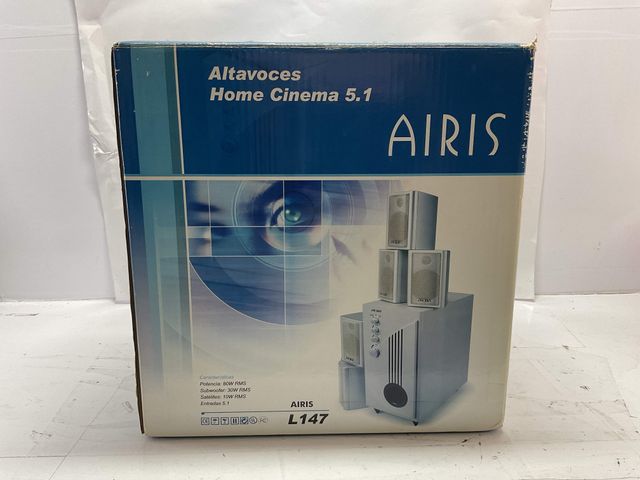 Altavoces
Home Cinema 5.1
AIRIS
Características
Potencia: 80W RMS
Subwoofer: 30W RMS
Satélites: 10W RMS
Entradas 5.1
AIRIS
L147